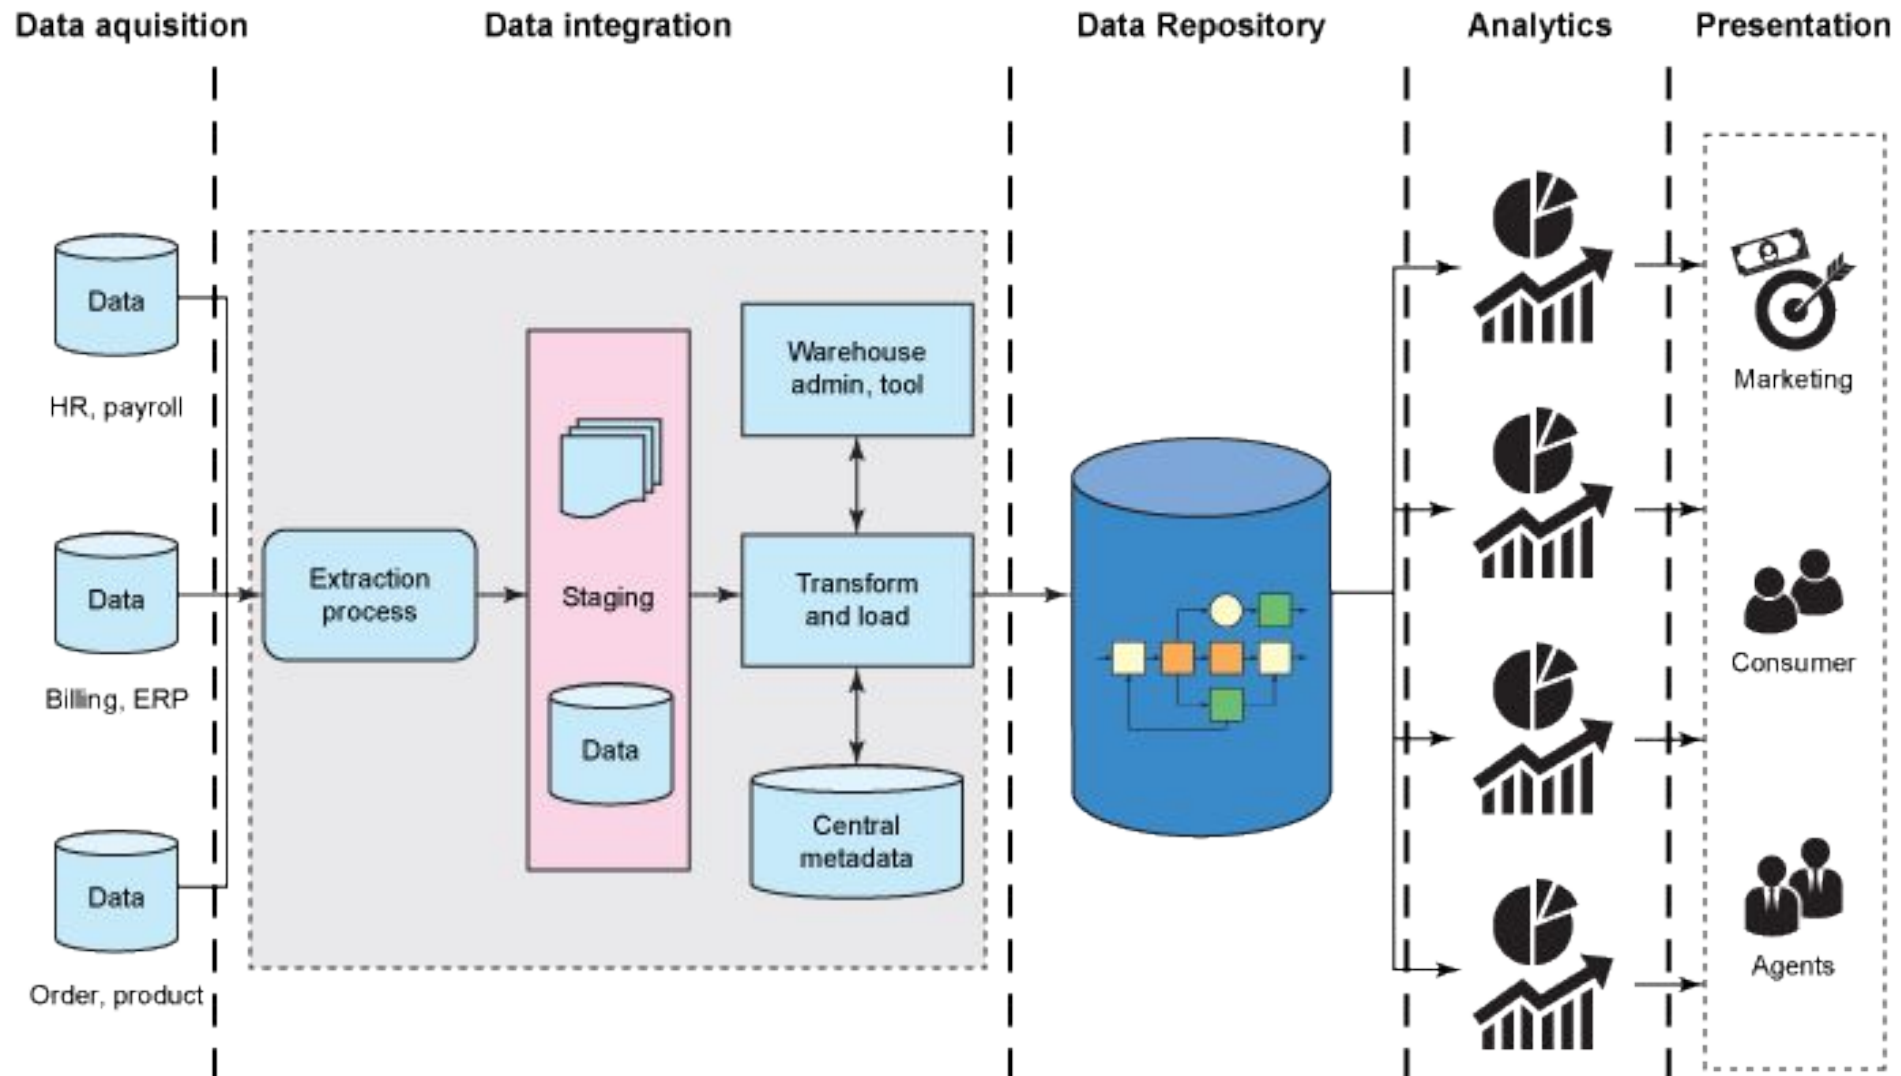 Data aquisition
Data integration
Data Repository
Analytics
Presentation
Data
HR, payroll
Data
Billing, ERP
Data
Order, product
Extraction
process
Staging
Data
Warehouse
admin, tool
Transform
and load
Central
metadata
Marketing
Consumer
Agents